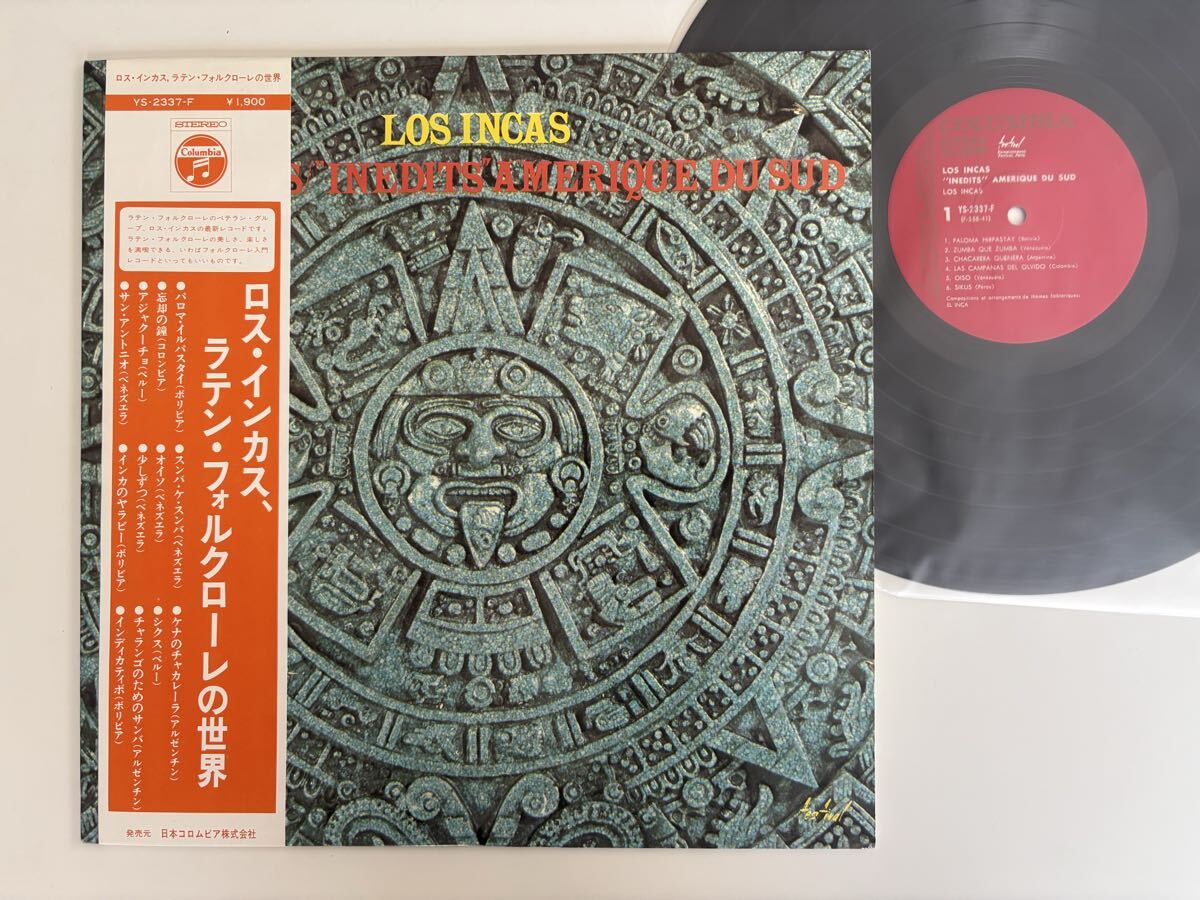 ロス・インカス,ラテン・フォルクローレの世界
YS-2337-F ¥1,900
STEREO
Columbia
ラテン・フォルクローレのベテラン・グル
ープ、ロス・インカスの最新レコードです。
ラテン・フォルクローレの美しさ、楽しさ
を満喫できる、いわばフォルクローレ入門
レコードといってもいいものです。
ロス・インカス、
ラテン・フォルクローレの世界
●パロマ・イルパスタイ(ボリビア)
●忘却の鐘(コロンビア)
●アジャクーチョ(ペルー)
●サン・アントニオ(ベネズエラ)
●スンバ・ケ・スンバ(ベネズエラ)
●オイソ(ベネズエラ)
●少しずつ(ベネズエラ)
●インカのヤラビー(ボリビア)
●ケナのチャカレーラ(アルゼンチン)
●シクス(ペルー)
●チャランゴのためのサンバ(アルゼンチン)
●インディカティボ(ボリビア)
発売元 日本コロムビア株式会社
LOS INCAS
S "INEDITS" AMERIQUE DU SUD
festival
COLUMBIA
festival
LOS INCAS
"INEDITS" AMERIQUE DU SUD
LOS INCAS
1 YS-2337-F
1. PALOMA HIRPASTAY (Bolivia)
2. ZUMBA QUE ZUMBA (Vénézuéla)
3. CHACARERA QUENERA (Argentina)
4. LAS CAMPANAS DEL OLVIDO (Colombia)
5. OISO (Vénézuéla)
6. SIKUS (Pérou)
Compositions et arrangements de thèmes folkloriques:
EL INCA